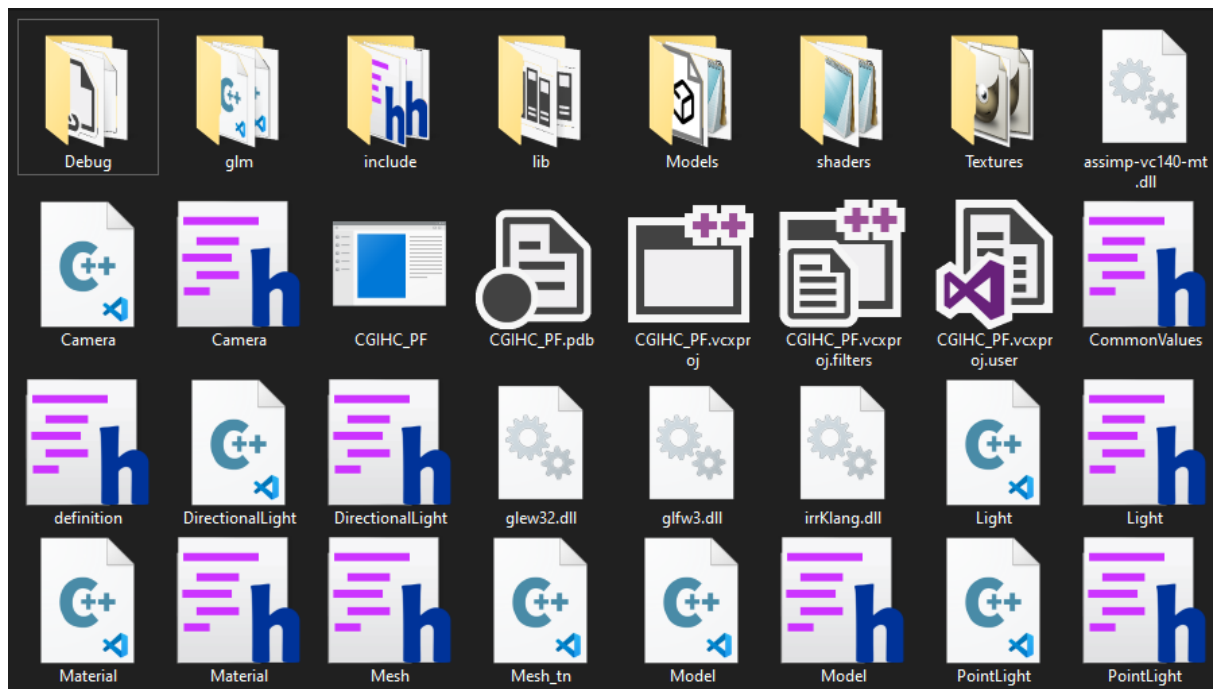 Debug
glm
include
lib
Models
shaders
Textures
assimp-vc140-mt
.dll
Camera
Camera
CGIHC_PF
CGIHC_PF.pdb
CGIHC_PF.vcxpr
oj
CGIHC_PF.vcxpr
oj.filters
CGIHC_PF.vcxpr
oj.user
CommonValues
definition
DirectionalLight
DirectionalLight
glew32.dll
glfw3.dll
irrKlang.dll
Light
Light
Material
Material
Mesh
Mesh_tn
Model
Model
PointLight
PointLight